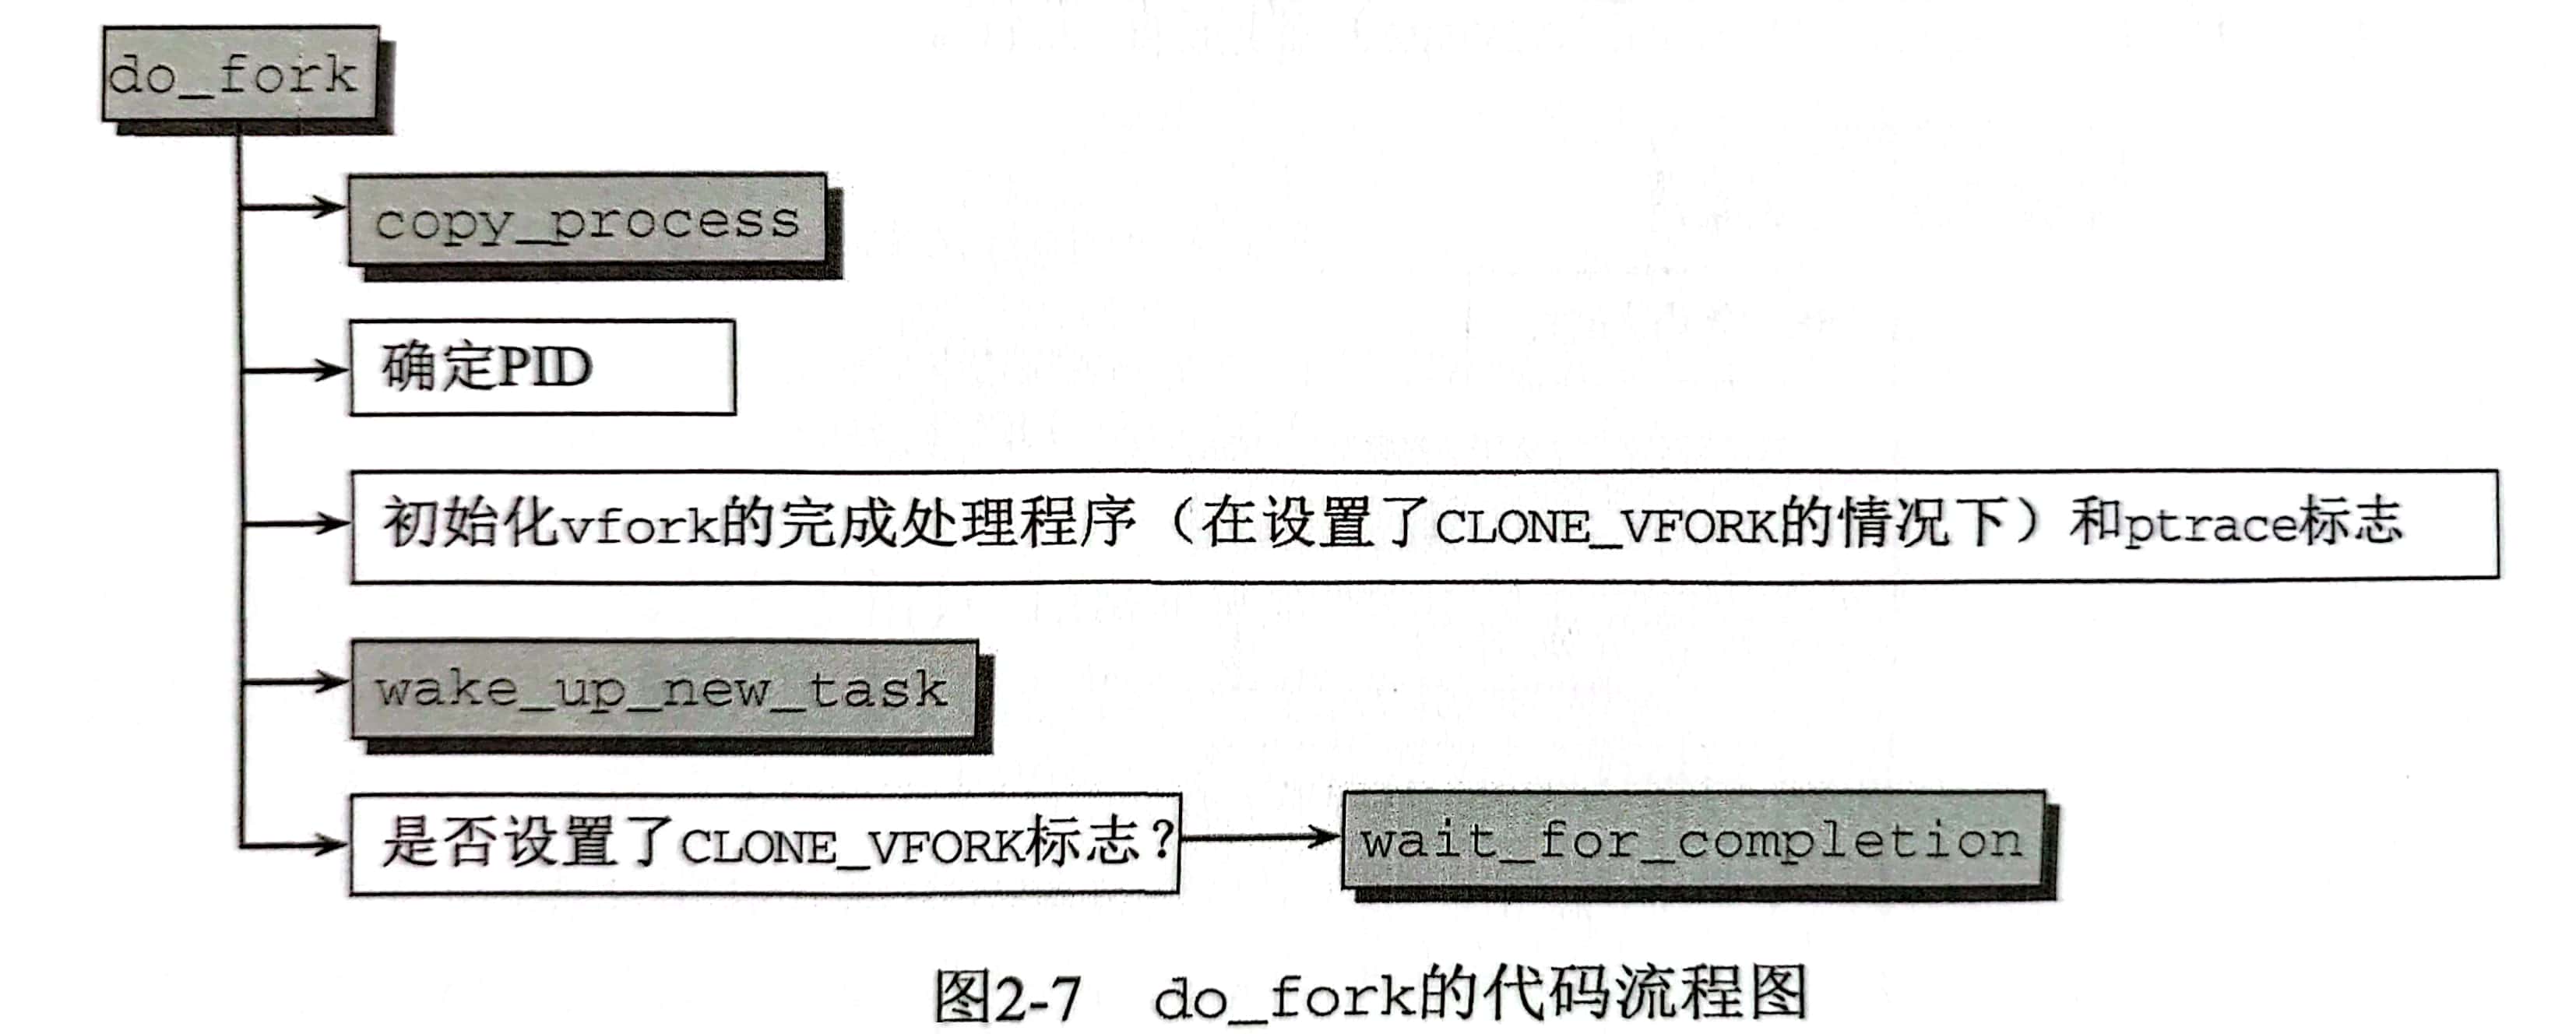 do_fork
copy_process
确定PID
初始化vfork的完成处理程序（在设置了CLONE_VFORK的情况下）和ptrace标志
wake_up_new_task
是否设置了CLONE_VFORK标志？
wait_for_completion
图2-7 do_fork的代码流程图